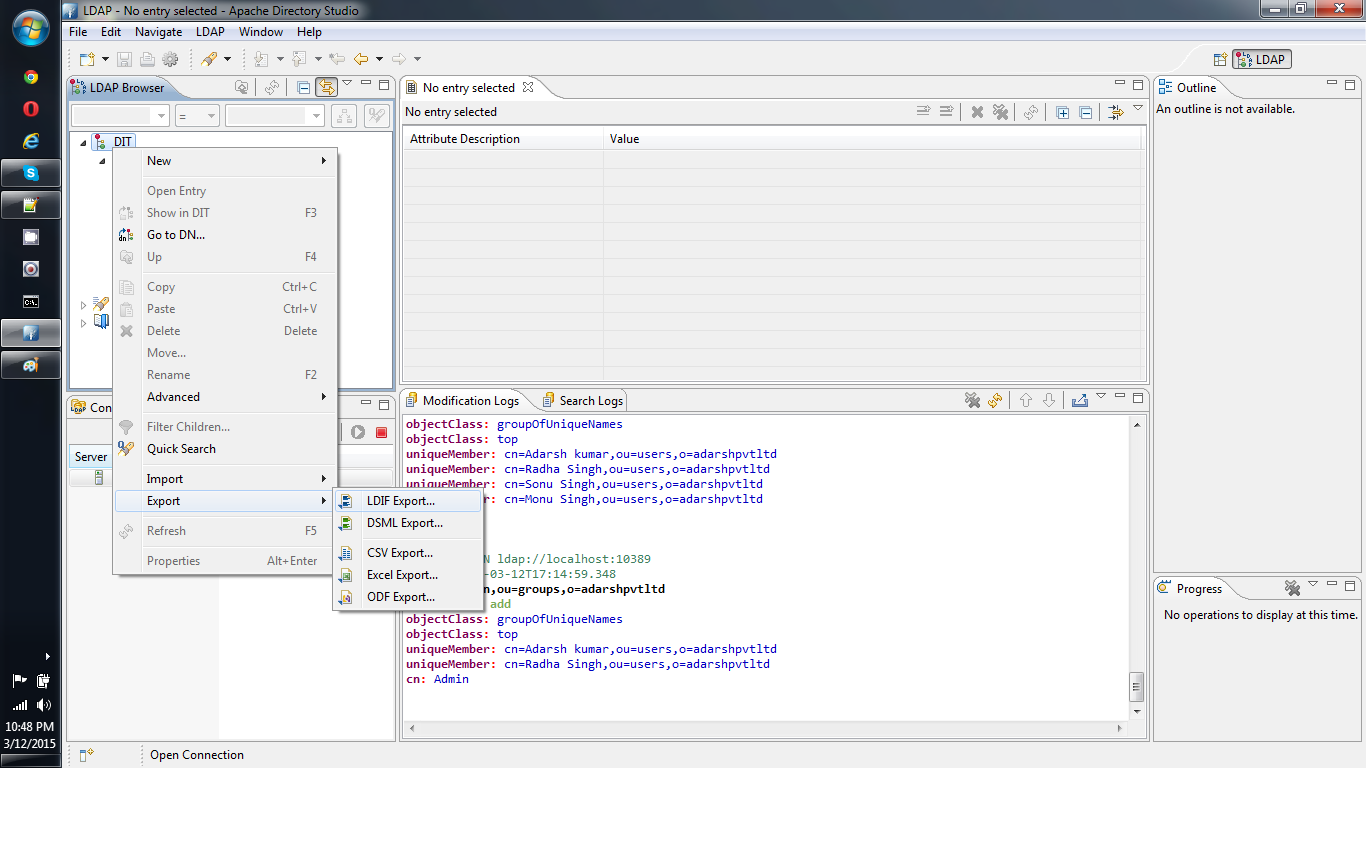 LDAP - No entry selected - Apache Directory Studio
File Edit Navigate LDAP Window Help
LDAP
LDAP Browser
=
DIT
New
Open Entry
Show in DIT F3
Go to DN...
Up F4
Copy Ctrl+C
Paste Ctrl+V
Delete Delete
Move...
Rename F2
Advanced
Filter Children...
Quick Search
Import
Export
Refresh F5
Properties Alt+Enter
LDIF Export...
DSML Export...
CSV Export...
Excel Export...
ODF Export...
Con
Server
No entry selected
No entry selected
Attribute Description Value
Modification Logs Search Logs
objectClass: groupOfUniqueNames
objectClass: top
uniqueMember: cn=Adarsh kumar,ou=users,o=adarshpvtltd
uniqueMember: cn=Radha Singh,ou=users,o=adarshpvtltd
uniqueMember: cn=Sonu Singh,ou=users,o=adarshpvtltd
r: cn=Monu Singh,ou=users,o=adarshpvtltd
N ldap://localhost:10389
-03-12T17:14:59.348
n,ou=groups,o=adarshpvtltd
add
objectClass: groupOfUniqueNames
objectClass: top
uniqueMember: cn=Adarsh kumar,ou=users,o=adarshpvtltd
uniqueMember: cn=Radha Singh,ou=users,o=adarshpvtltd
cn: Admin
Outline
An outline is not available.
Progress
No operations to display at this time.
Open Connection
10:48 PM
3/12/2015